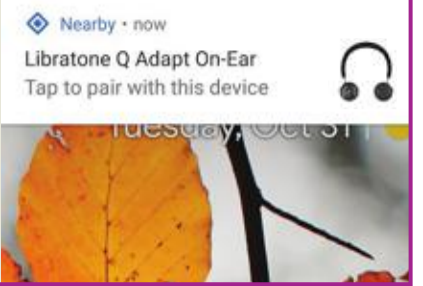 Nearby • now
Libratone Q Adapt On-Ear
Tap to pair with this device
Tuesday, Oct 31